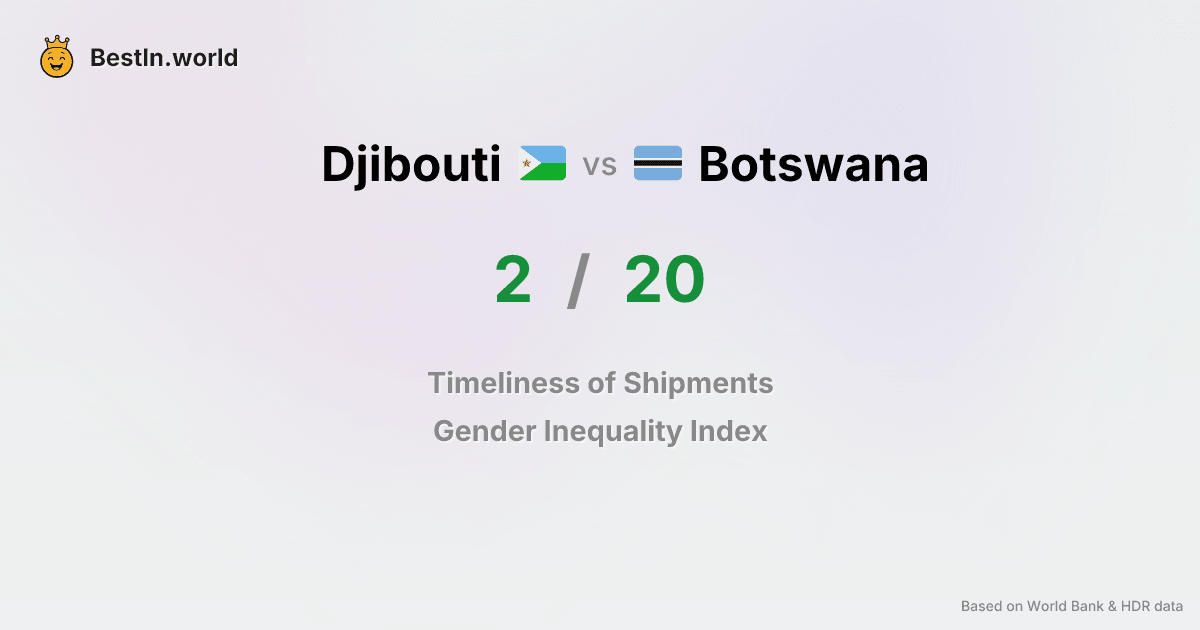 BestIn.world
Djibouti vs Botswana
2 / 20
Timeliness of Shipments
Gender Inequality Index
Based on World Bank & HDR data